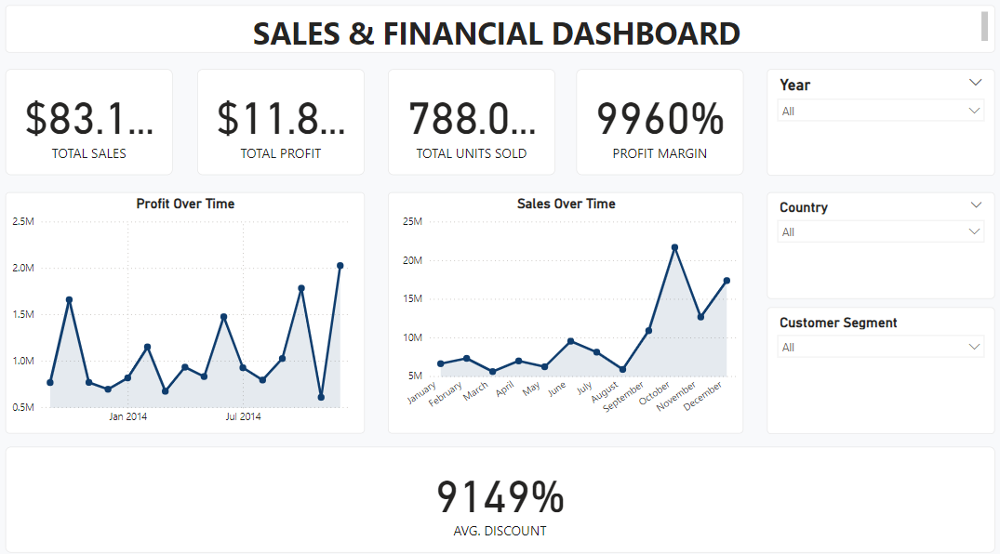 SALES & FINANCIAL DASHBOARD
$83.1...
TOTAL SALES
$11.8...
TOTAL PROFIT
788.0...
TOTAL UNITS SOLD
9960%
PROFIT MARGIN
Year
All
Profit Over Time
2.5M
2.0M
1.5M
1.0M
0.5M
Jan 2014
Jul 2014
Sales Over Time
25M
20M
15M
10M
5M
January
February
March
April
May
June
July
August
September
October
November
December
Country
All
Customer Segment
All
9149%
AVG. DISCOUNT